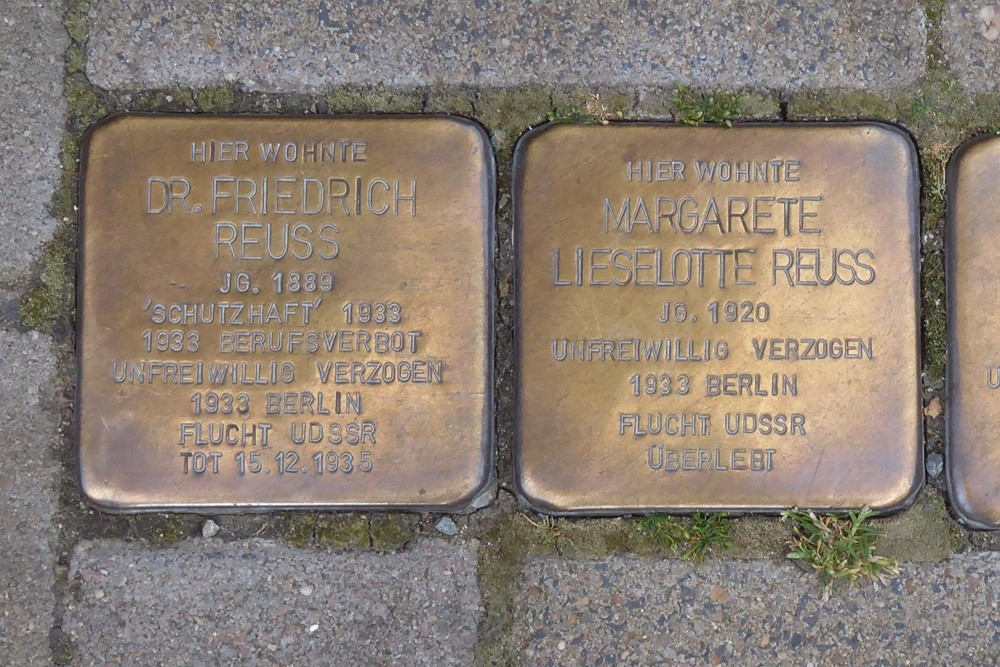 HIER WOHNTE
DR. FRIEDRICH
REUSS
JG. 1889
'SCHUTZHAFT' 1933
1933 BERUFSVERBOT
UNFREIWILLIG VERZOGEN
1933 BERLIN
FLUCHT UDSSR
TOT 15.12.1935
HIER WOHNTE
MARGARETE
LIESELOTTE REUSS
JG. 1920
UNFREIWILLIG VERZOGEN
1933 BERLIN
FLUCHT UDSSR
ÜBERLEBT